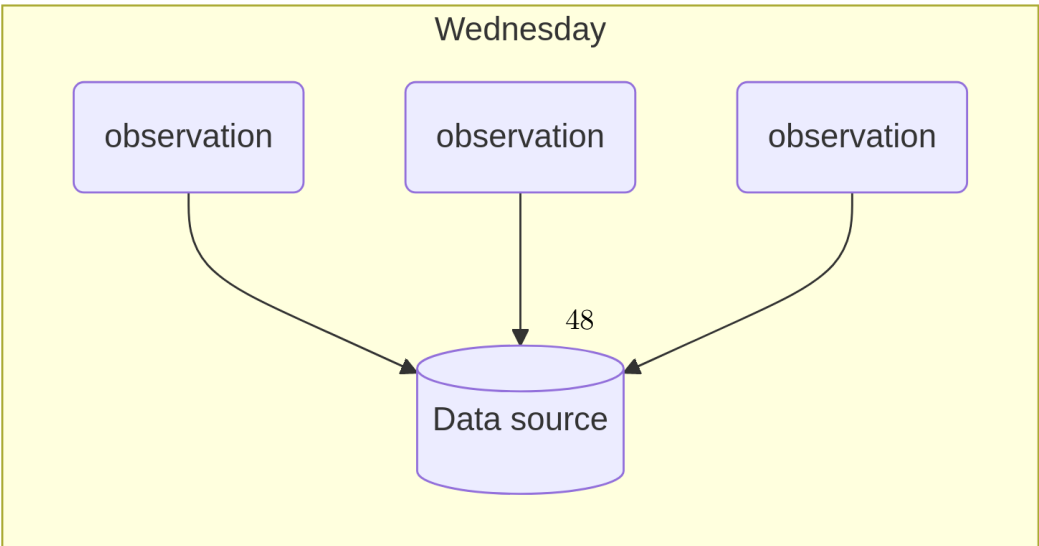 Wednesday
observation
observation
observation
48
Data source